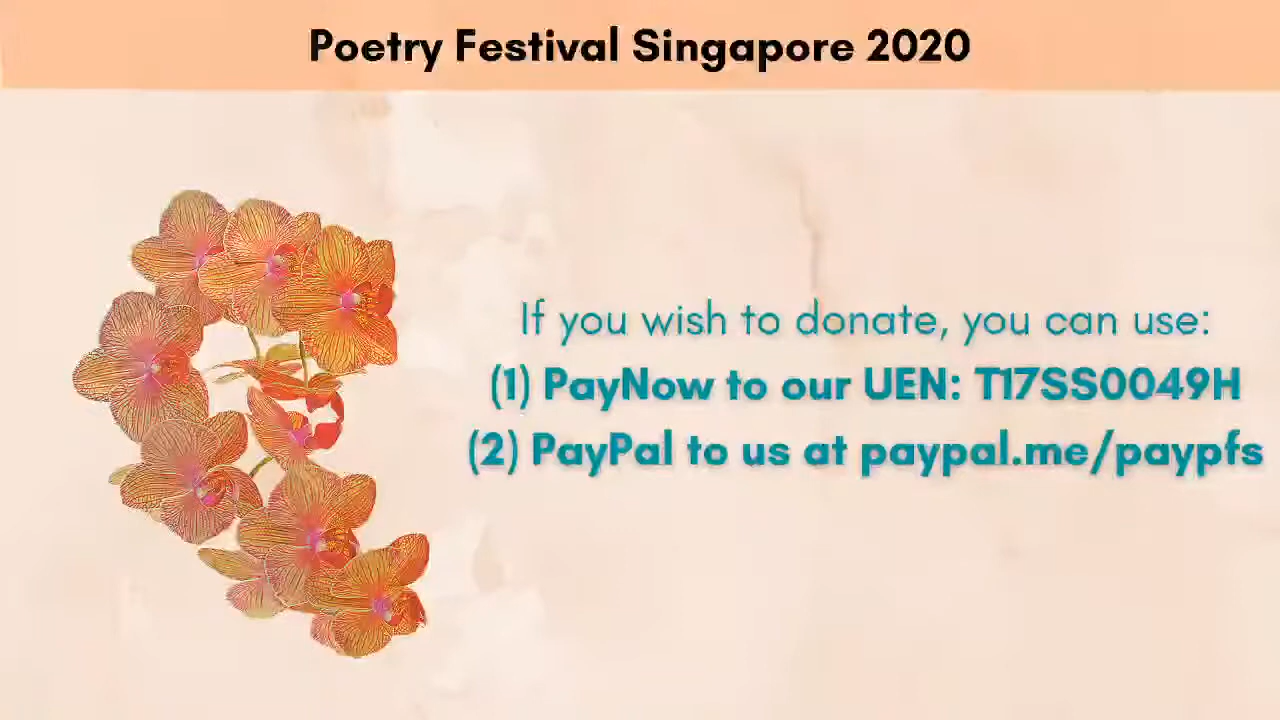 Poetry Festival Singapore 2020
If you wish to donate, you can use:
(1) PayNow to our UEN: T17SS0049H
(2) PayPal to us at paypal.me/paypfs